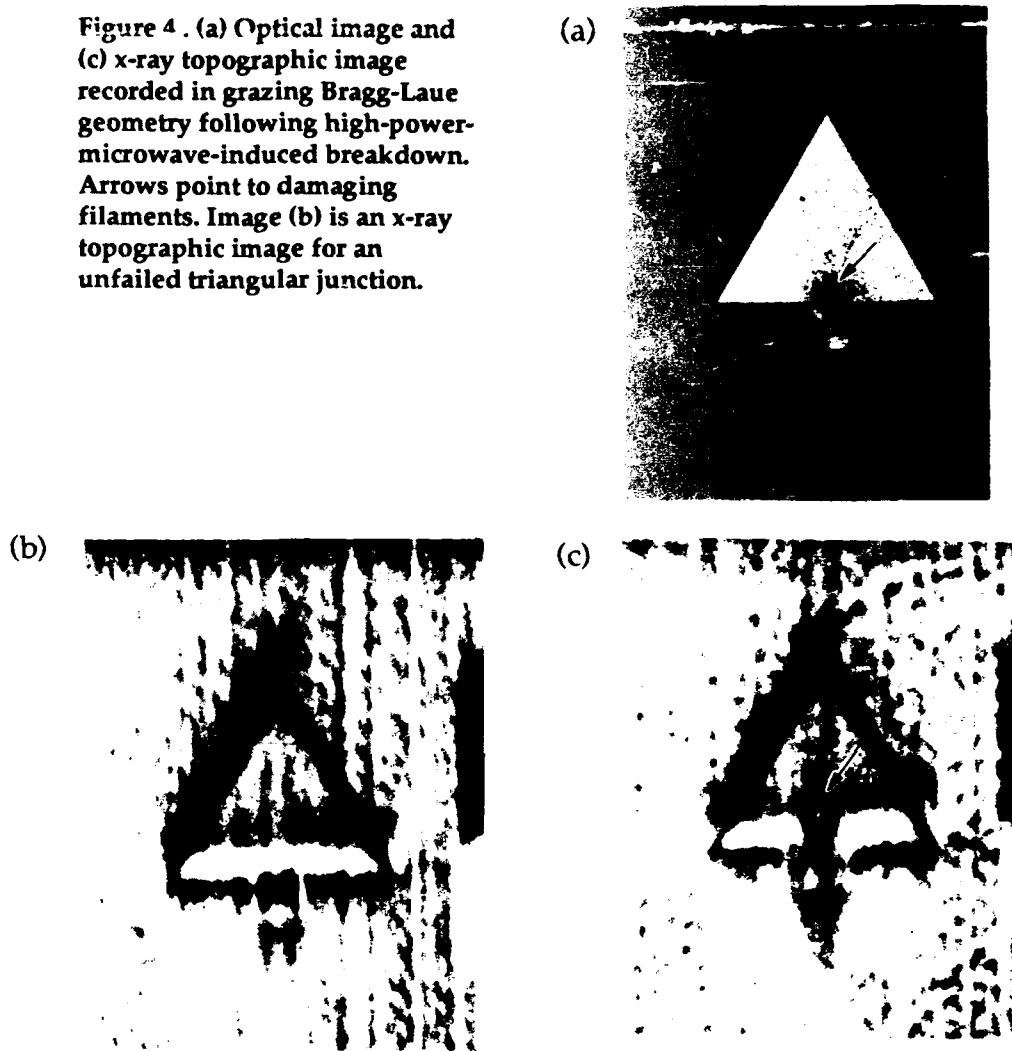 Figure 4 . (a) Optical image and
(c) x-ray topographic image
recorded in grazing Bragg-Laue
geometry following high-power-
microwave-induced breakdown.
Arrows point to damaging
filaments. Image (b) is an x-ray
topographic image for an
unfailed triangular junction.
(a)
(b)
(c)